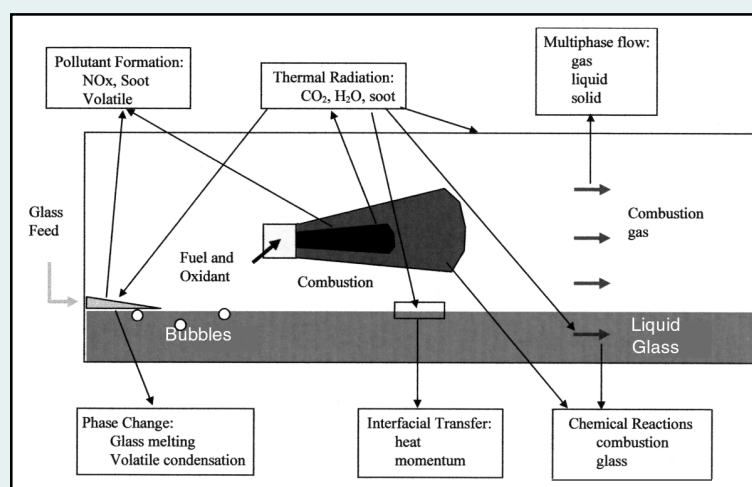 Pollutant Formation:
NOx, Soot
Volatile
Thermal Radiation:
CO₂, H₂O, soot
Multiphase flow:
gas
liquid
solid
Glass
Feed
Fuel and
Oxidant
Combustion
Combustion
gas
Bubbles
Liquid
Glass
Phase Change:
Glass melting
Volatile condensation
Interfacial Transfer:
heat
momentum
Chemical Reactions
combustion
glass